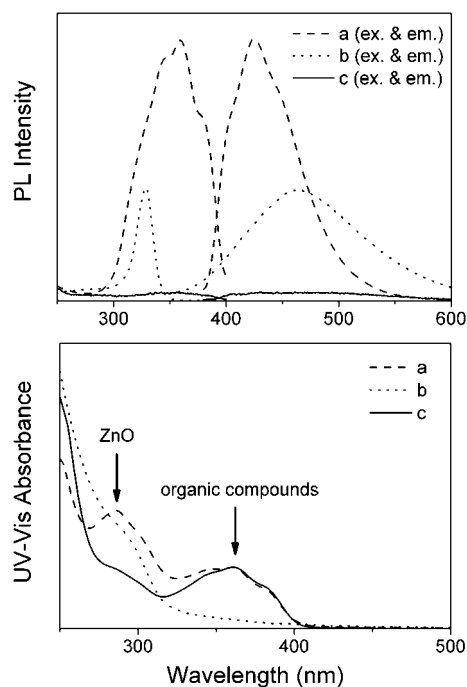 PL Intensity
a (ex. & em.)
b (ex. & em.)
c (ex. & em.)
300 400 500 600
UV-Vis Absorbance
a
b
c
ZnO
organic compounds
300 400 500
Wavelength (nm)